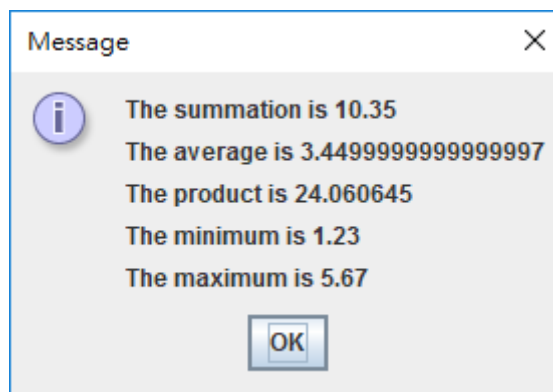 Message
The summation is 10.35
The average is 3.4499999999999997
The product is 24.060645
The minimum is 1.23
The maximum is 5.67
OK